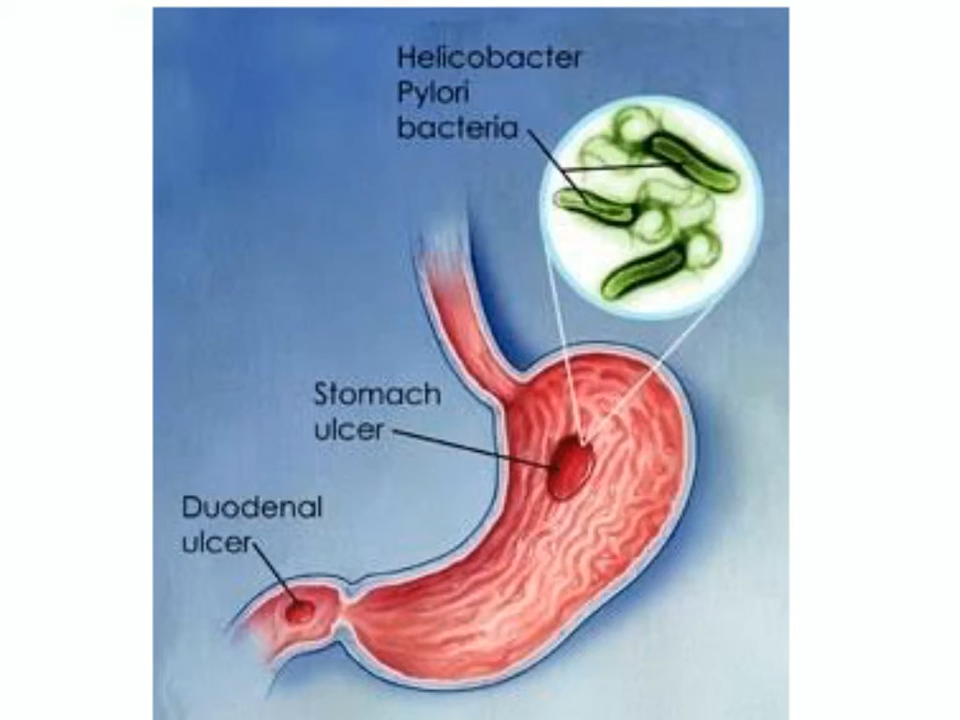 Helicobacter
Pylori
bacteria
Stomach
ulcer
Duodenal
ulcer